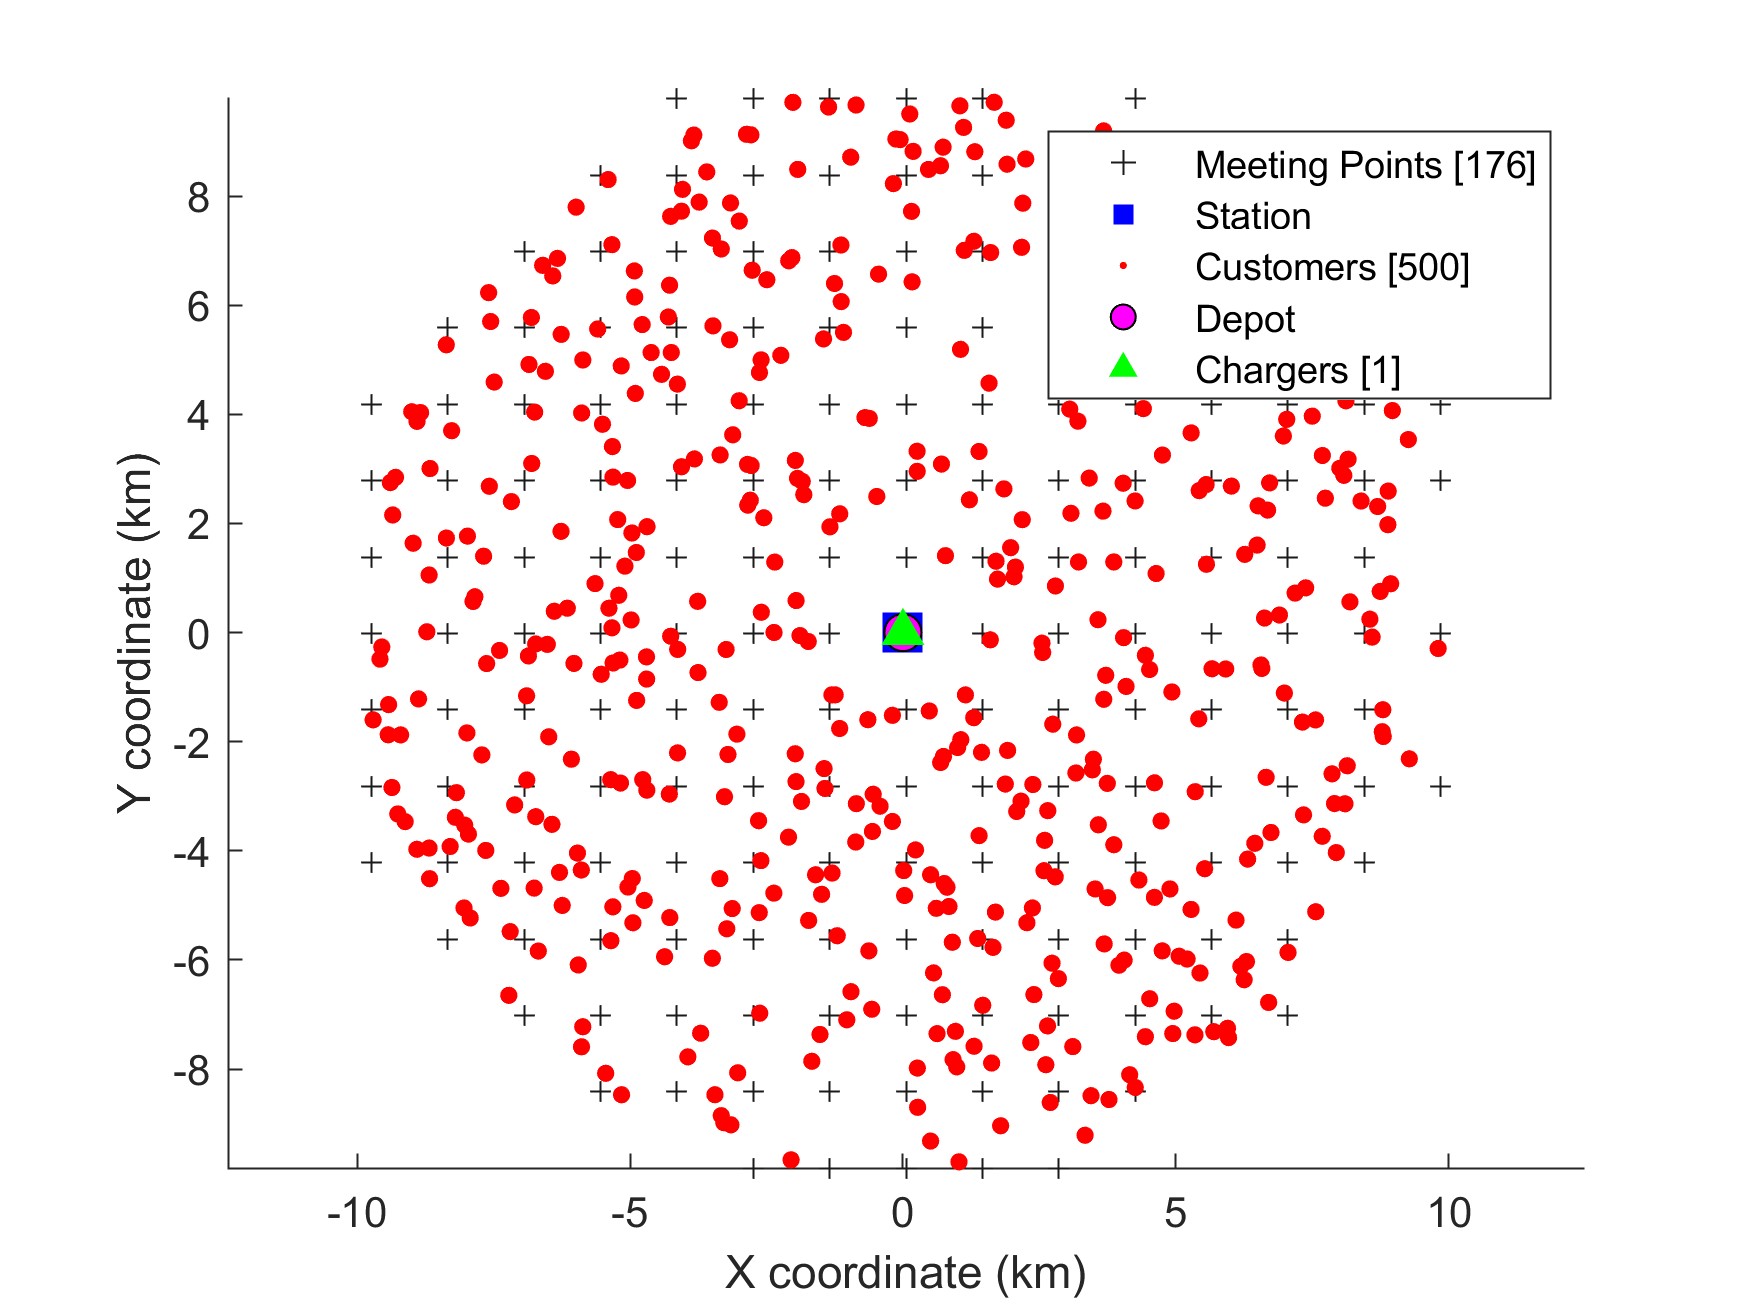 Meeting Points [176]
Station
Customers [500]
Depot
Chargers [1]
8
6
4
2
0
-2
-4
-6
-8
Y coordinate (km)
-10
-5
0
5
10
X coordinate (km)